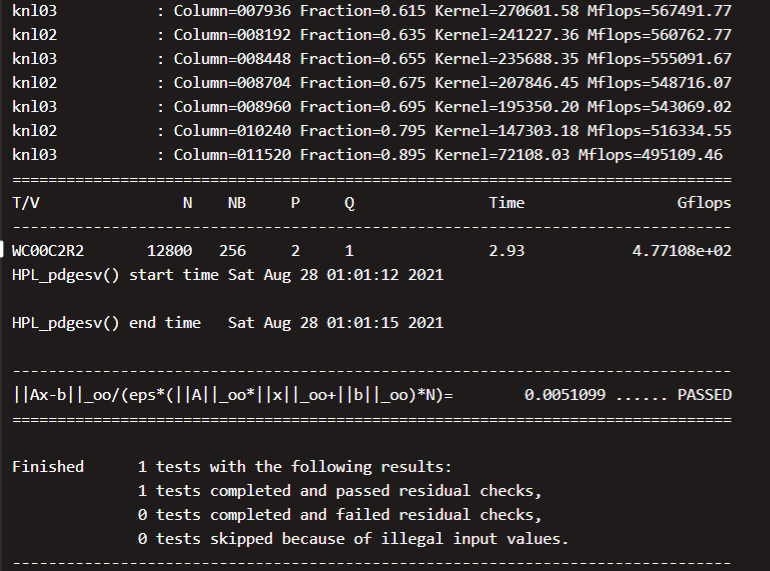 knl03 : Column=007936 Fraction=0.615 Kernel=270601.58 Mflops=567491.77
knl02 : Column=008192 Fraction=0.635 Kernel=241227.36 Mflops=560762.77
knl03 : Column=008448 Fraction=0.655 Kernel=235688.35 Mflops=555091.67
knl02 : Column=008704 Fraction=0.675 Kernel=207846.45 Mflops=548716.07
knl03 : Column=008960 Fraction=0.695 Kernel=195350.20 Mflops=543069.02
knl02 : Column=010240 Fraction=0.795 Kernel=147303.18 Mflops=516334.55
knl03 : Column=011520 Fraction=0.895 Kernel=72108.03 Mflops=495109.46
================================================================================
T/V N NB P Q Time Gflops
--------------------------------------------------------------------------------
WC00C2R2 12800 256 2 1 2.93 4.77108e+02
HPL_pdgesv() start time Sat Aug 28 01:01:12 2021
HPL_pdgesv() end time Sat Aug 28 01:01:15 2021
--------------------------------------------------------------------------------
||Ax-b||_oo/(eps*(||A||_oo*||x||_oo+||b||_oo)*N)= 0.0051099 ...... PASSED
================================================================================
Finished 1 tests with the following results:
1 tests completed and passed residual checks,
0 tests completed and failed residual checks,
0 tests skipped because of illegal input values.
--------------------------------------------------------------------------------